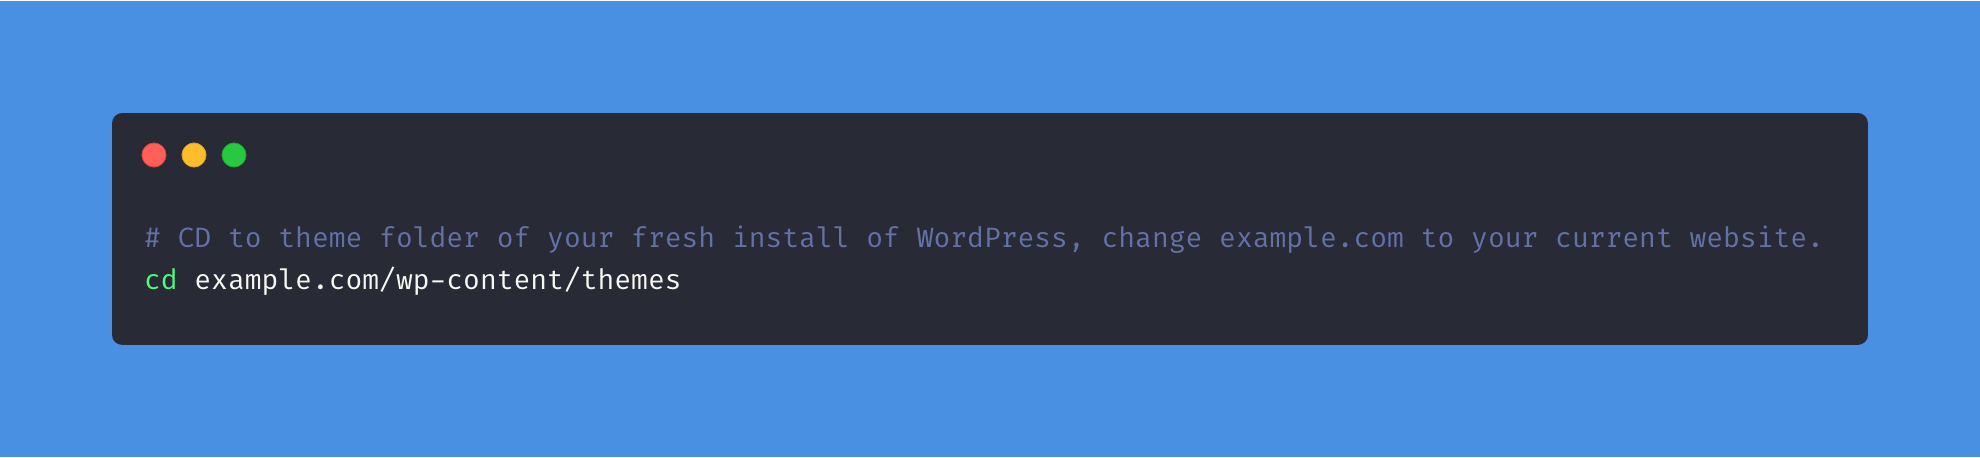 # CD to theme folder of your fresh install of WordPress, change example.com to your current website.
cd example.com/wp-content/themes